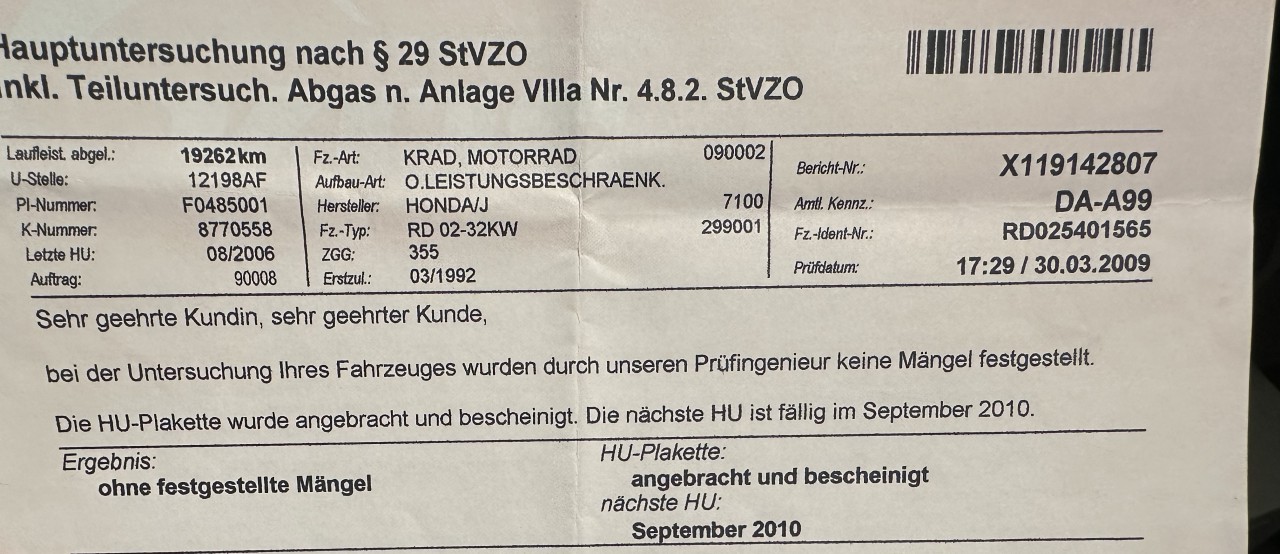 Hauptuntersuchung nach § 29 StVZO
inkl. Teiluntersuch. Abgas n. Anlage VIIIa Nr. 4.8.2. StVZO
Laufleist. abgel.: 19262km Fz.-Art: KRAD, MOTORRAD 090002
U-Stelle: 12198AF Aufbau-Art: O.LEISTUNGSBESCHRAENK.
PI-Nummer: F0485001 Hersteller: HONDA/J 7100
K-Nummer: 8770558 Fz.-Typ: RD 02-32KW 299001
Letzte HU: 08/2006 ZGG: 355
Auftrag: 90008 Erstzul.: 03/1992
Bericht-Nr.: X119142807
Amtl. Kennz.: DA-A99
Fz.-Ident-Nr.: RD025401565
Prüfdatum: 17:29 / 30.03.2009
Sehr geehrte Kundin, sehr geehrter Kunde,
bei der Untersuchung Ihres Fahrzeuges wurden durch unseren Prüfingenieur keine Mängel festgestellt.
Die HU-Plakette wurde angebracht und bescheinigt. Die nächste HU ist fällig im September 2010.
Ergebnis:
ohne festgestellte Mängel
HU-Plakette:
angebracht und bescheinigt
nächste HU:
September 2010